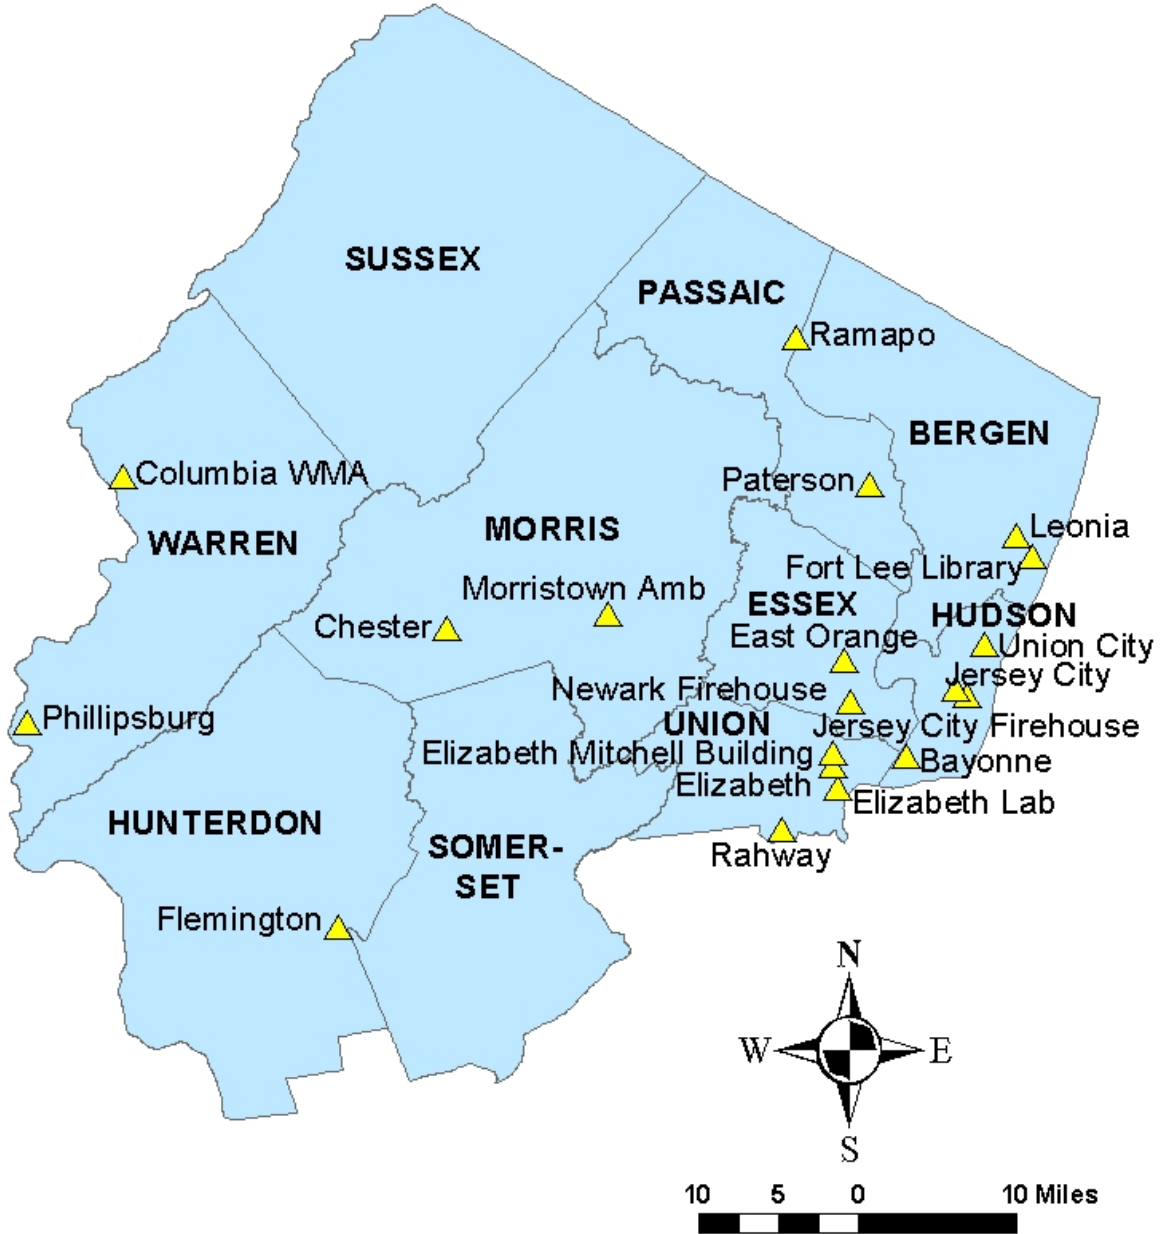 SUSSEX
PASSAIC
Ramapo
BERGEN
Columbia WMA
Paterson
Leonia
WARREN
MORRIS
Fort Lee Library
Morristown Amb
ESSEX
HUDSON
Chester
East Orange
Union City
Jersey City
Newark Firehouse
Phillipsburg
UNION
Jersey City Firehouse
Elizabeth Mitchell Building
Bayonne
Elizabeth
Elizabeth Lab
HUNTERDON
SOMER-
SET
Rahway
Flemington
N
W
E
S
10 5 0 10 Miles